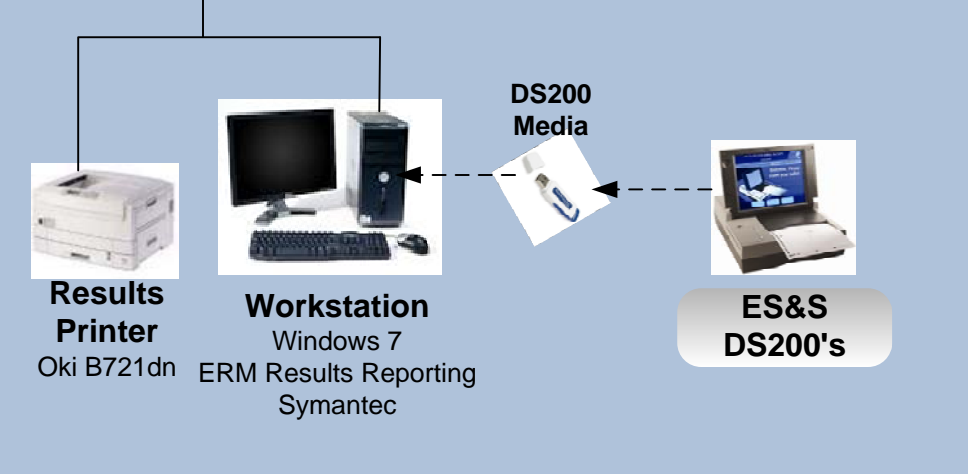 DS200
Media
Results
Printer
Oki B721dn
Workstation
Windows 7
ERM Results Reporting
Symantec
ES&S
DS200's